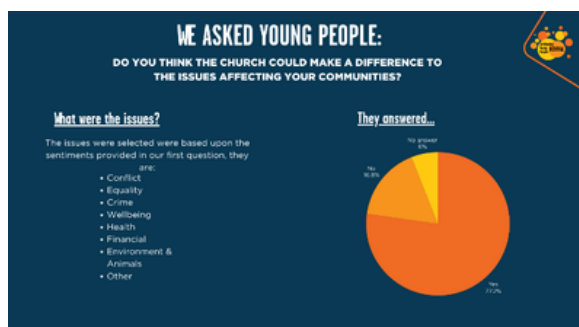 WE ASKED YOUNG PEOPLE:
DO YOU THINK THE CHURCH COULD MAKE A DIFFERENCE TO
THE ISSUES AFFECTING YOUR COMMUNITIES?
What were the issues?
The issues were selected were based upon the
sentiments provided in our first question, they
are:
• Conflict
• Equality
• Crime
• Wellbeing
• Health
• Financial
• Environment &
Animals
• Other
They answered...
No answer
6%
No
16.8%
Yes
77.2%